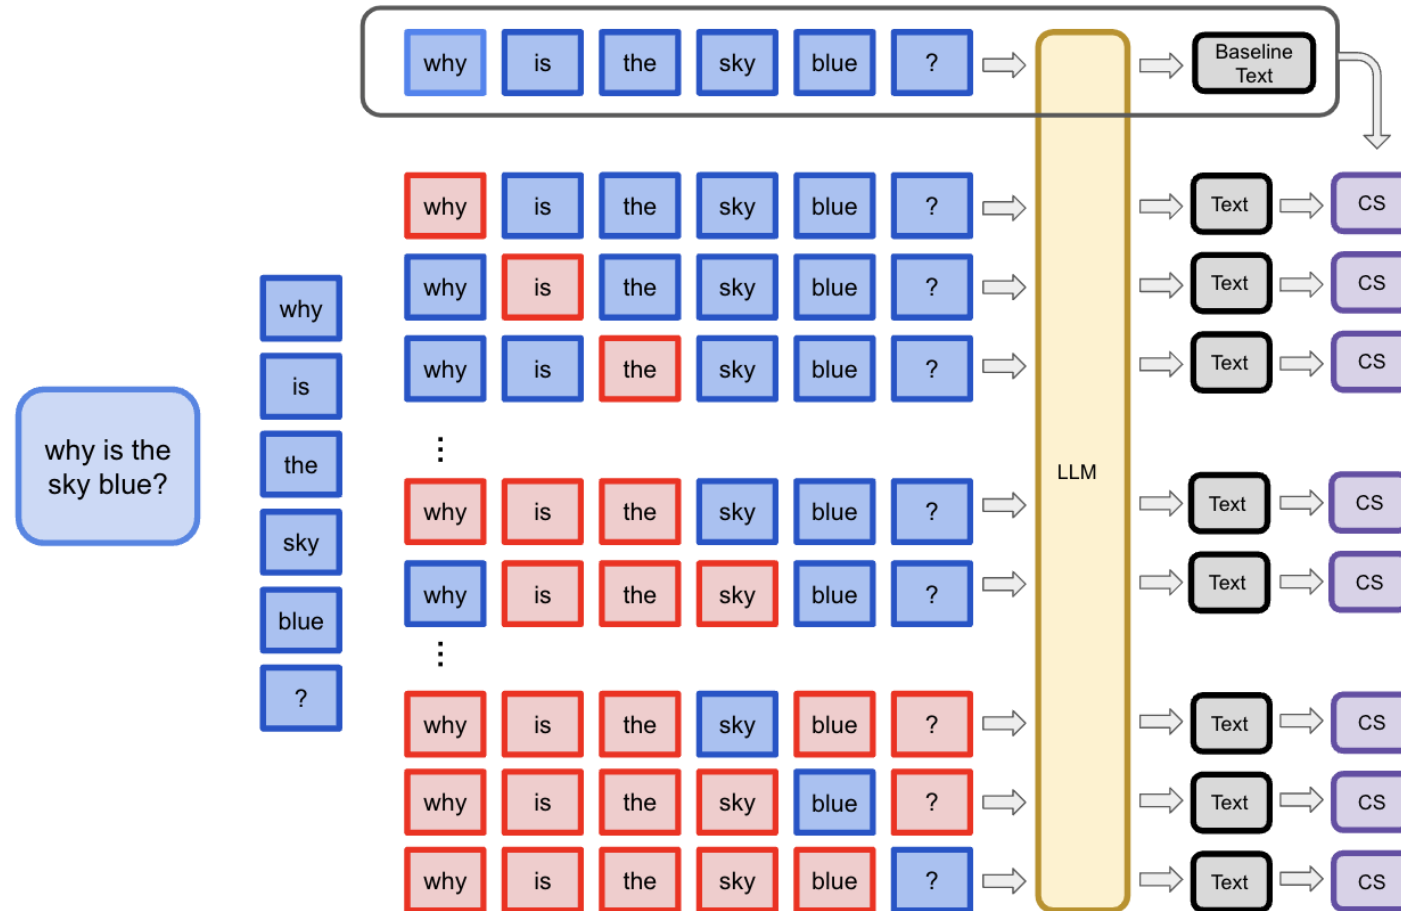 why is the
sky blue?
why
is
the
sky
blue
?
why is the sky blue ?
Baseline
Text
why is the sky blue ? Text CS
why is the sky blue ? Text CS
why is the sky blue ? Text CS
⋮
LLM
why is the sky blue ? Text CS
why is the sky blue ? Text CS
⋮
why is the sky blue ? Text CS
why is the sky blue ? Text CS
why is the sky blue ? Text CS